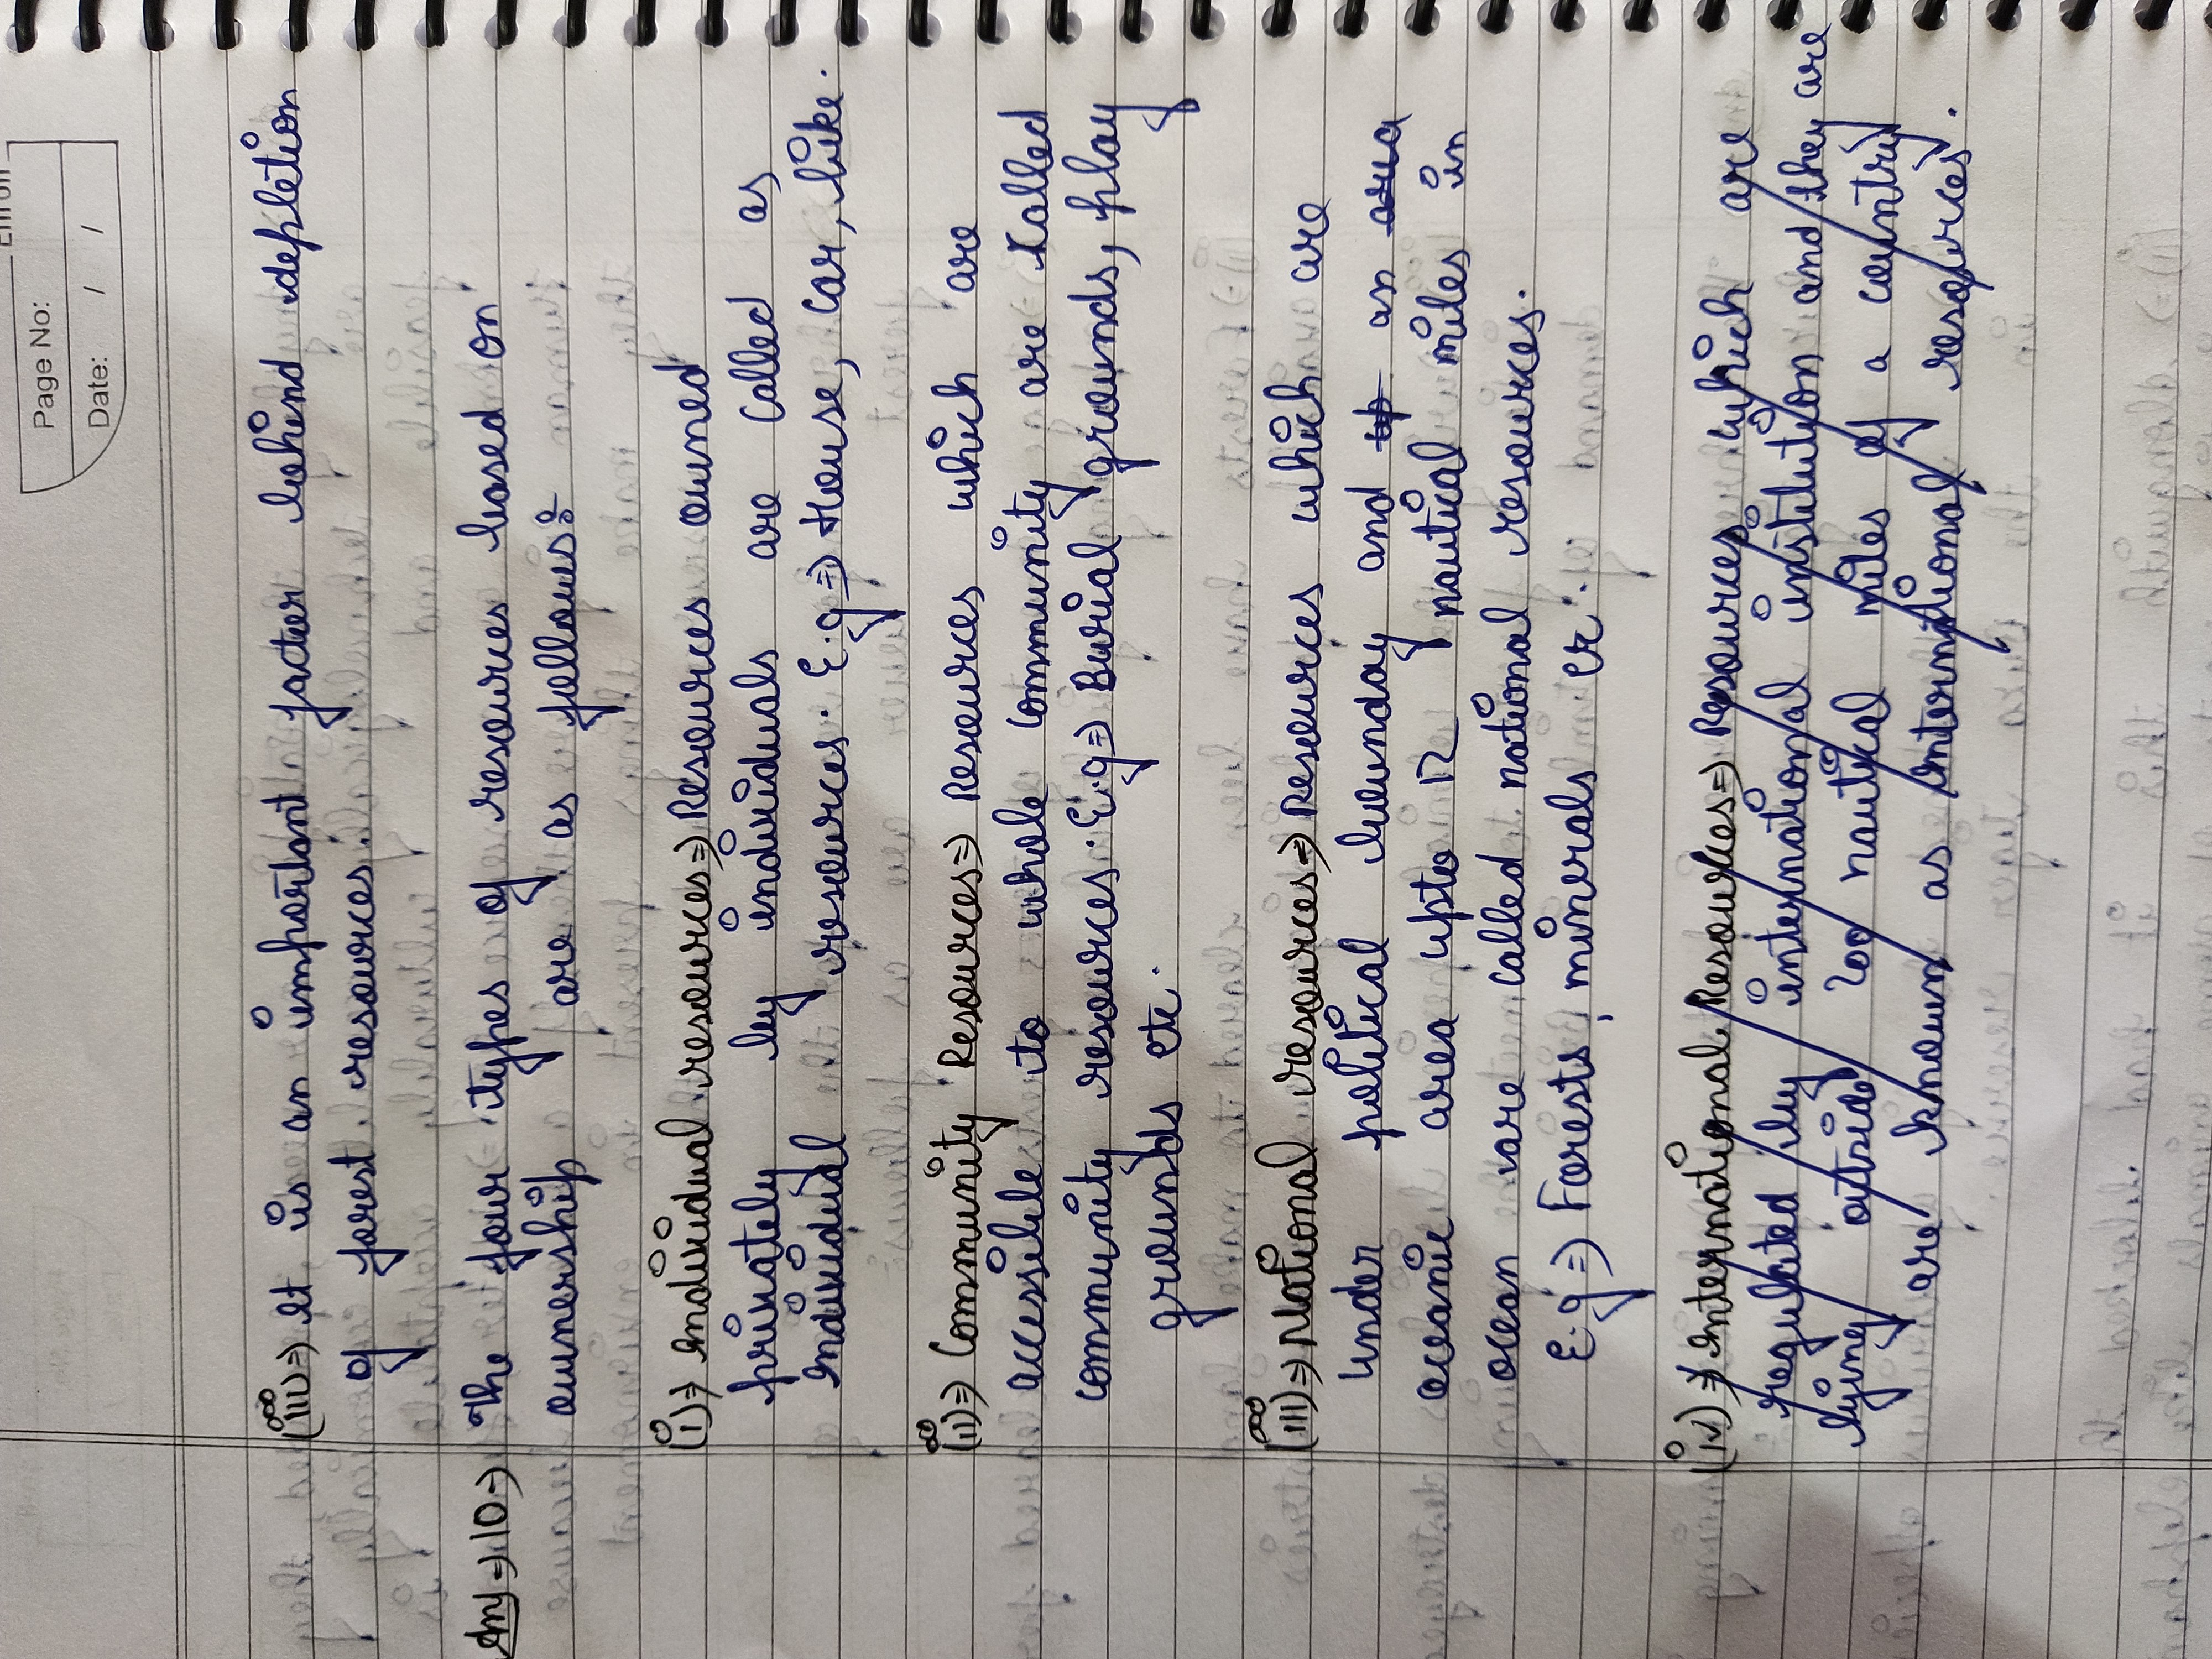 Enroll
Page No:
Date: / /
(iii)⇒ It is an important factor behind depletion
of forest resources.
Ans→10→ The four types of resources based on
ownership are as follows:
(i)⇒ Individual resources⇒ Resources owned
privately by individuals are called as
individual resources. E.g⇒ House, car, bike.
(ii)⇒ Community Resources⇒ Resources which are
accessible to whole community are called
community resources. E.g⇒ Burial grounds, play
grounds etc.
(iii)⇒ National resources⇒ Resources which are
under political bounday and up an area
oceanic area upto 12 nautical miles in
ocean are called national resources.
E.g⇒ Forests, minerals
(iv)⇒ International Resources⇒ Resources which are
regulated by international institution and they are
lying outside 200 nautical miles of a country
are known as international resources.